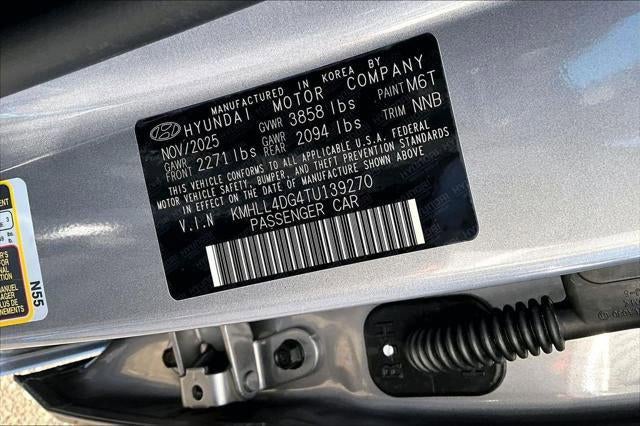 MANUFACTURED IN KOREA BY
HYUNDAI MOTOR COMPANY
NOV/2025 GVWR 3858 lbs PAINT M6T
GAWR FRONT 2271 lbs GAWR REAR 2094 lbs TRIM NNB
THIS VEHICLE CONFORMS TO ALL APPLICABLE U.S.A. FEDERAL
MOTOR VEHICLE SAFETY, BUMPER, AND THEFT PREVENTION STANDARDS
IN EFFECT ON THE DATE OF MANUFACTURE SHOWN ABOVE.
V.I.N KMHLL4DG4TU139270
PASSENGER CAR
N55